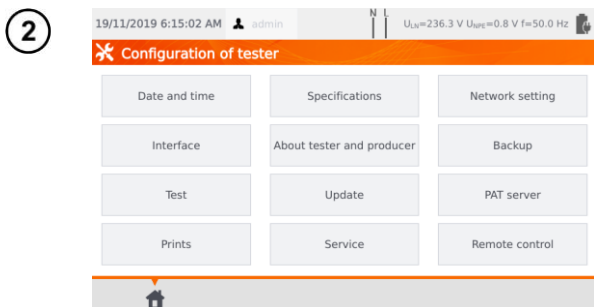 2
19/11/2019 6:15:02 AM admin N L U_LN=236.3 V U_NPE=0.8 V f=50.0 Hz
Configuration of tester
Date and time Specifications Network setting
Interface About tester and producer Backup
Test Update PAT server
Prints Service Remote control